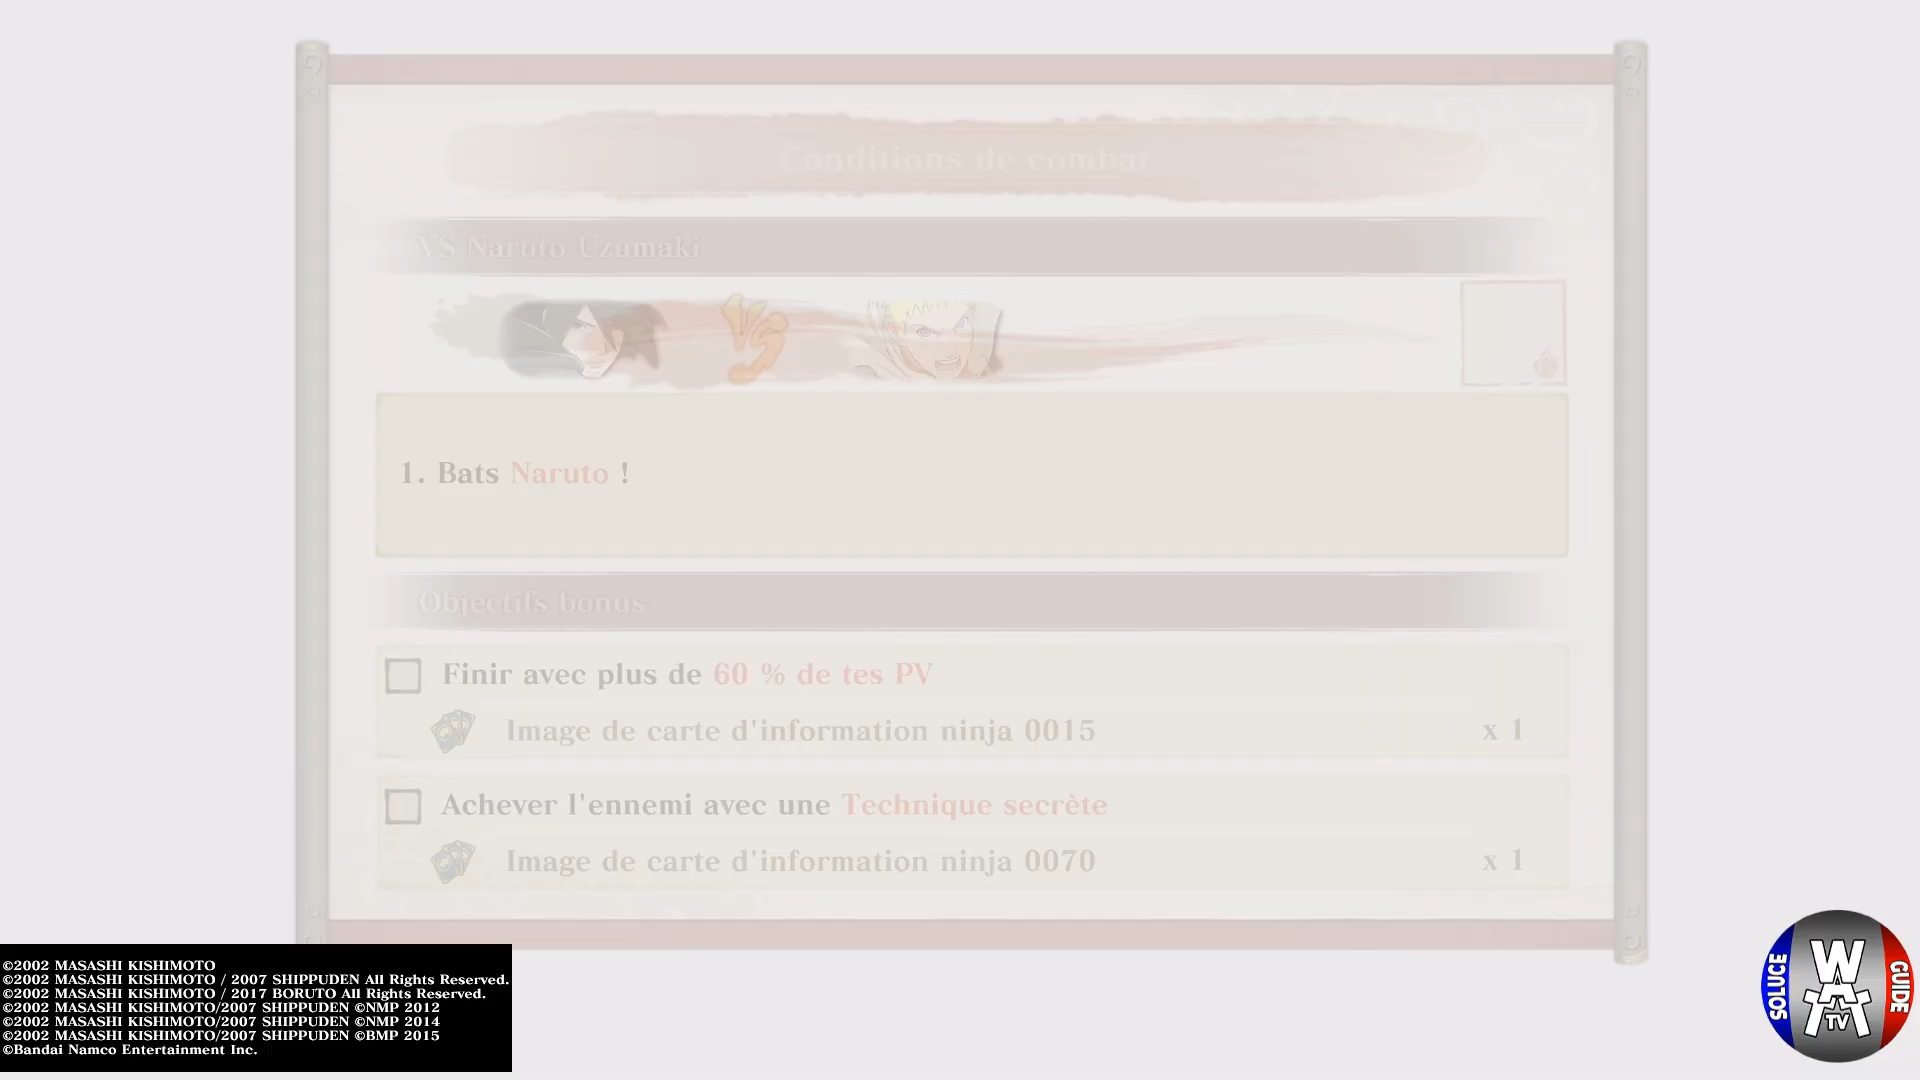 Conditions de combat
VS Naruto Uzumaki
VS
1. Bats Naruto !
Objectifs bonus
Finir avec plus de 60 % de tes PV
Image de carte d'information ninja 0015 x 1
Achever l'ennemi avec une Technique secrète
Image de carte d'information ninja 0070 x 1
©2002 MASASHI KISHIMOTO
©2002 MASASHI KISHIMOTO / 2007 SHIPPUDEN All Rights Reserved.
©2002 MASASHI KISHIMOTO / 2017 BORUTO All Rights Reserved.
©2002 MASASHI KISHIMOTO/2007 SHIPPUDEN ©NMP 2012
©2002 MASASHI KISHIMOTO/2007 SHIPPUDEN ©NMP 2014
©2002 MASASHI KISHIMOTO/2007 SHIPPUDEN ©BMP 2015
©Bandai Namco Entertainment Inc.
SOLUCE
WAA
TV
GUIDE